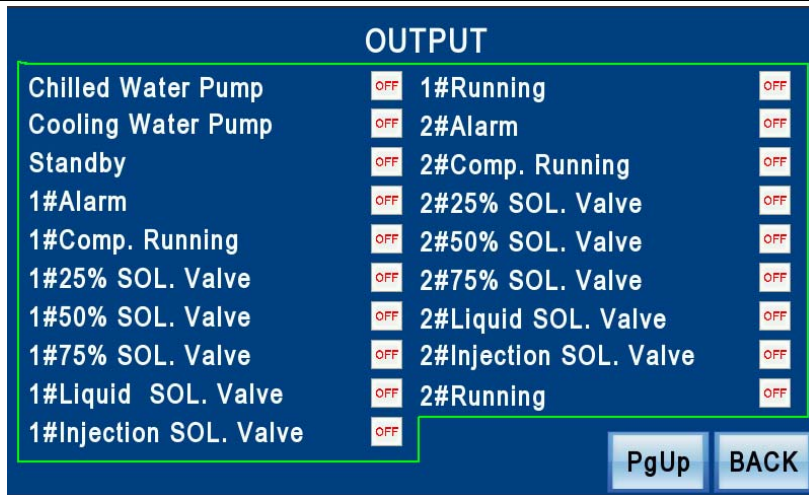 OUTPUT
Chilled Water Pump OFF
Cooling Water Pump OFF
Standby OFF
1#Alarm OFF
1#Comp. Running OFF
1#25% SOL. Valve OFF
1#50% SOL. Valve OFF
1#75% SOL. Valve OFF
1#Liquid SOL. Valve OFF
1#Injection SOL. Valve OFF
1#Running OFF
2#Alarm OFF
2#Comp. Running OFF
2#25% SOL. Valve OFF
2#50% SOL. Valve OFF
2#75% SOL. Valve OFF
2#Liquid SOL. Valve OFF
2#Injection SOL. Valve OFF
2#Running OFF
PgUp BACK